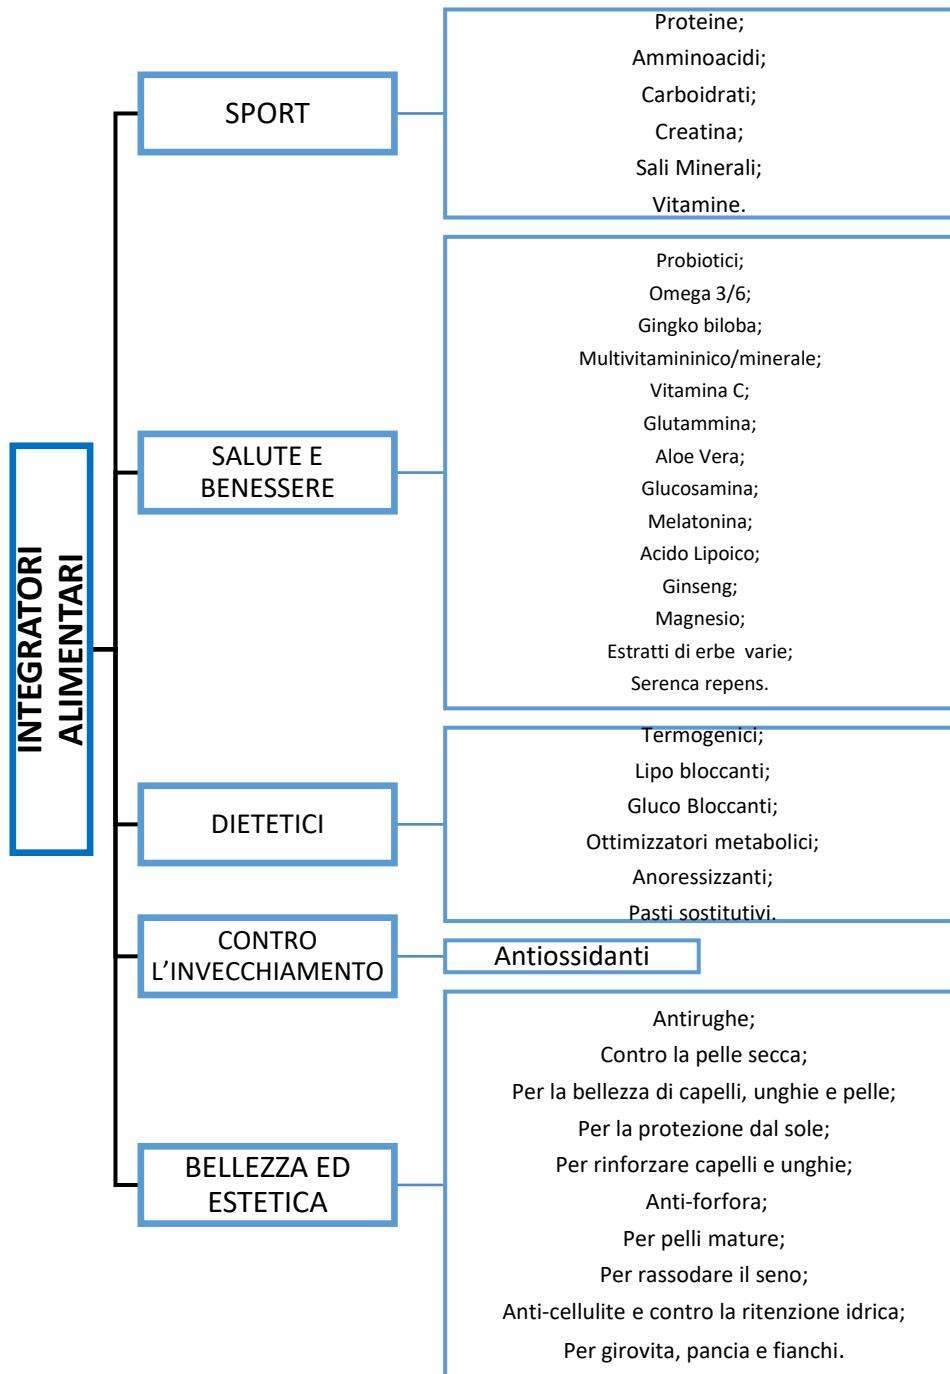 INTEGRATORI
ALIMENTARI
SPORT
Proteine;
Amminoacidi;
Carboidrati;
Creatina;
Sali Minerali;
Vitamine.
SALUTE E
BENESSERE
Probiotici;
Omega 3/6;
Gingko biloba;
Multivitamininico/minerale;
Vitamina C;
Glutammina;
Aloe Vera;
Glucosamina;
Melatonina;
Acido Lipoico;
Ginseng;
Magnesio;
Estratti di erbe  varie;
Serenca repens.
DIETETICI
Termogenici;
Lipo bloccanti;
Gluco Bloccanti;
Ottimizzatori metabolici;
Anoressizzanti;
Pasti sostitutivi.
CONTRO
L’INVECCHIAMENTO
Antiossidanti
BELLEZZA ED
ESTETICA
Antirughe;
Contro la pelle secca;
Per la bellezza di capelli, unghie e pelle;
Per la protezione dal sole;
Per rinforzare capelli e unghie;
Anti-forfora;
Per pelli mature;
Per rassodare il seno;
Anti-cellulite e contro la ritenzione idrica;
Per girovita, pancia e fianchi.